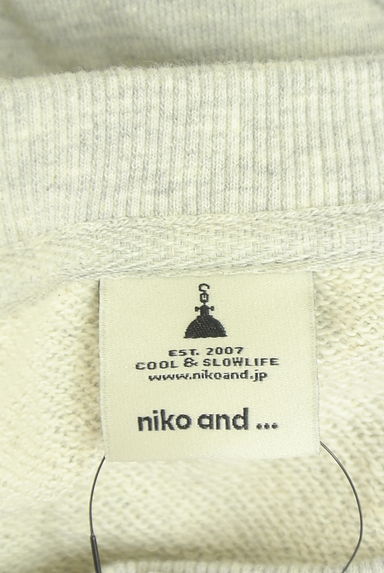 EST. 2007
COOL & SLOWLIFE
www.nikoand.jp
niko and ...